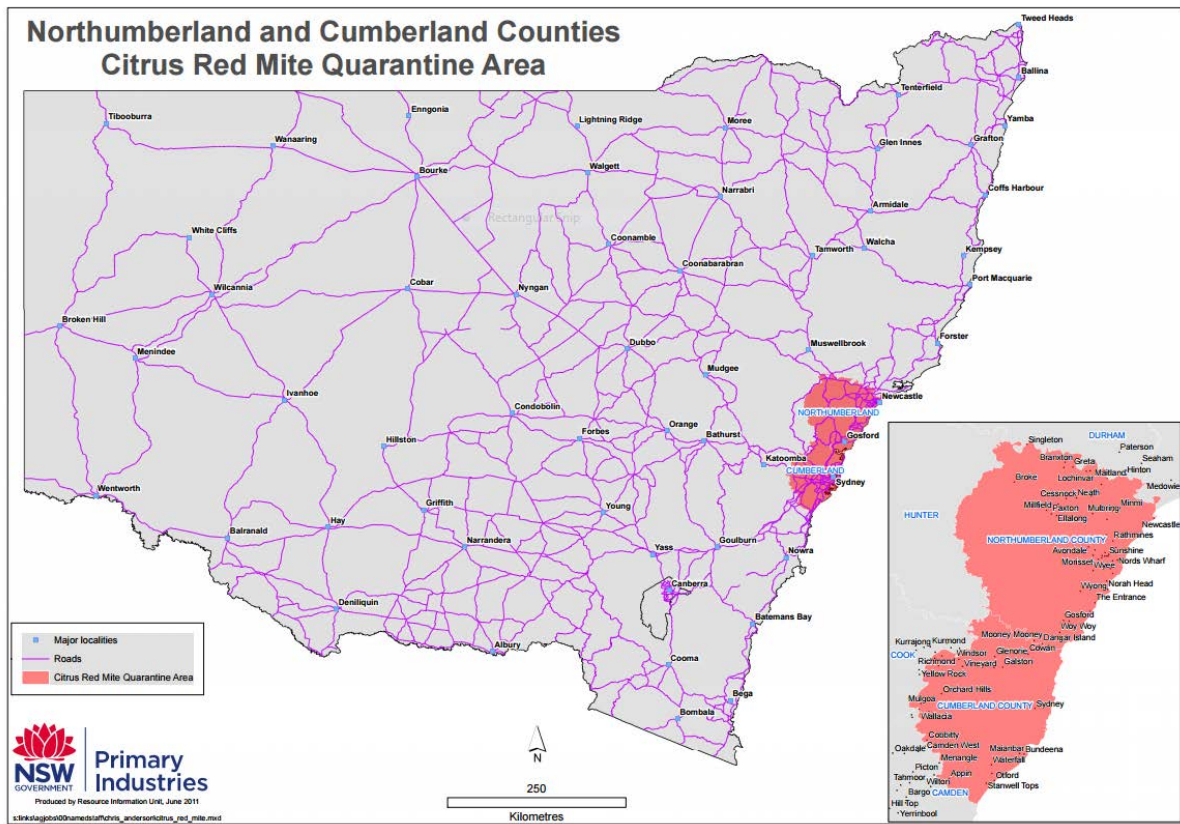 Northumberland and Cumberland Counties
Citrus Red Mite Quarantine Area
Tweed Heads
Ballina
Tenterfield
Tibooburra
Enngonia
Lightning Ridge
Moree
Yamba
Wanaaring
Glen Innes
Grafton
Bourke
Walgett
Narrabri
Coffs Harbour
Rectangular Snip
Armidale
White Cliffs
Coonamble
Tamworth
Walcha
Kempsey
Coonabarabran
Port Macquarie
Wilcannia
Cobar
Nyngan
Broken Hill
Menindee
Dubbo
Muswellbrook
Forster
Mudgee
Ivanhoe
Newcastle
Condobolin
NORTHUMBERLAND
Hillston
Forbes
Orange
Bathurst
Gosford
Katoomba
CUMBERLAND
Sydney
Wentworth
Griffith
Young
Balranald
Hay
Narrandera
Yass
Goulburn
Nowra
Canberra
Deniliquin
Batemans Bay
Albury
Cooma
Bega
Bombala
Major localities
Roads
Citrus Red Mite Quarantine Area
NSW
GOVERNMENT
Primary
Industries
Produced by Resource Information Unit, June 2011
s:links\agjobs\00namedstaff\chris_anderson\citrus_red_mite.mxd
N
250
Kilometres
DURHAM
Singleton
Paterson
Branxton
Greta
Seaham
Broke
Lochinvar
Maitland
Hinton
Medowie
Cessnock
Neath
Millfield
Paxton
Mulbring
Minmi
HUNTER
Ellalong
Newcastle
Rathmines
NORTHUMBERLAND COUNTY
Avondale
Sunshine
Morisset
Wyee
Nords Wharf
Wyong
Norah Head
The Entrance
Gosford
Woy Woy
Mooney Mooney
Dangar Island
Kurrajong
Kurmond
Cowan
COOK
Windsor
Glenorie
Richmond
Vineyard
Galston
Yellow Rock
Orchard Hills
Mulgoa
CUMBERLAND COUNTY
Sydney
Wallacia
Cobbitty
Oakdale
Camden West
Maianbar
Bundeena
Menangle
Waterfall
Picton
Appin
Otford
Tahmoor
Wilton
Stanwell Tops
Bargo
CAMDEN
Hill Top
Yerrinbool